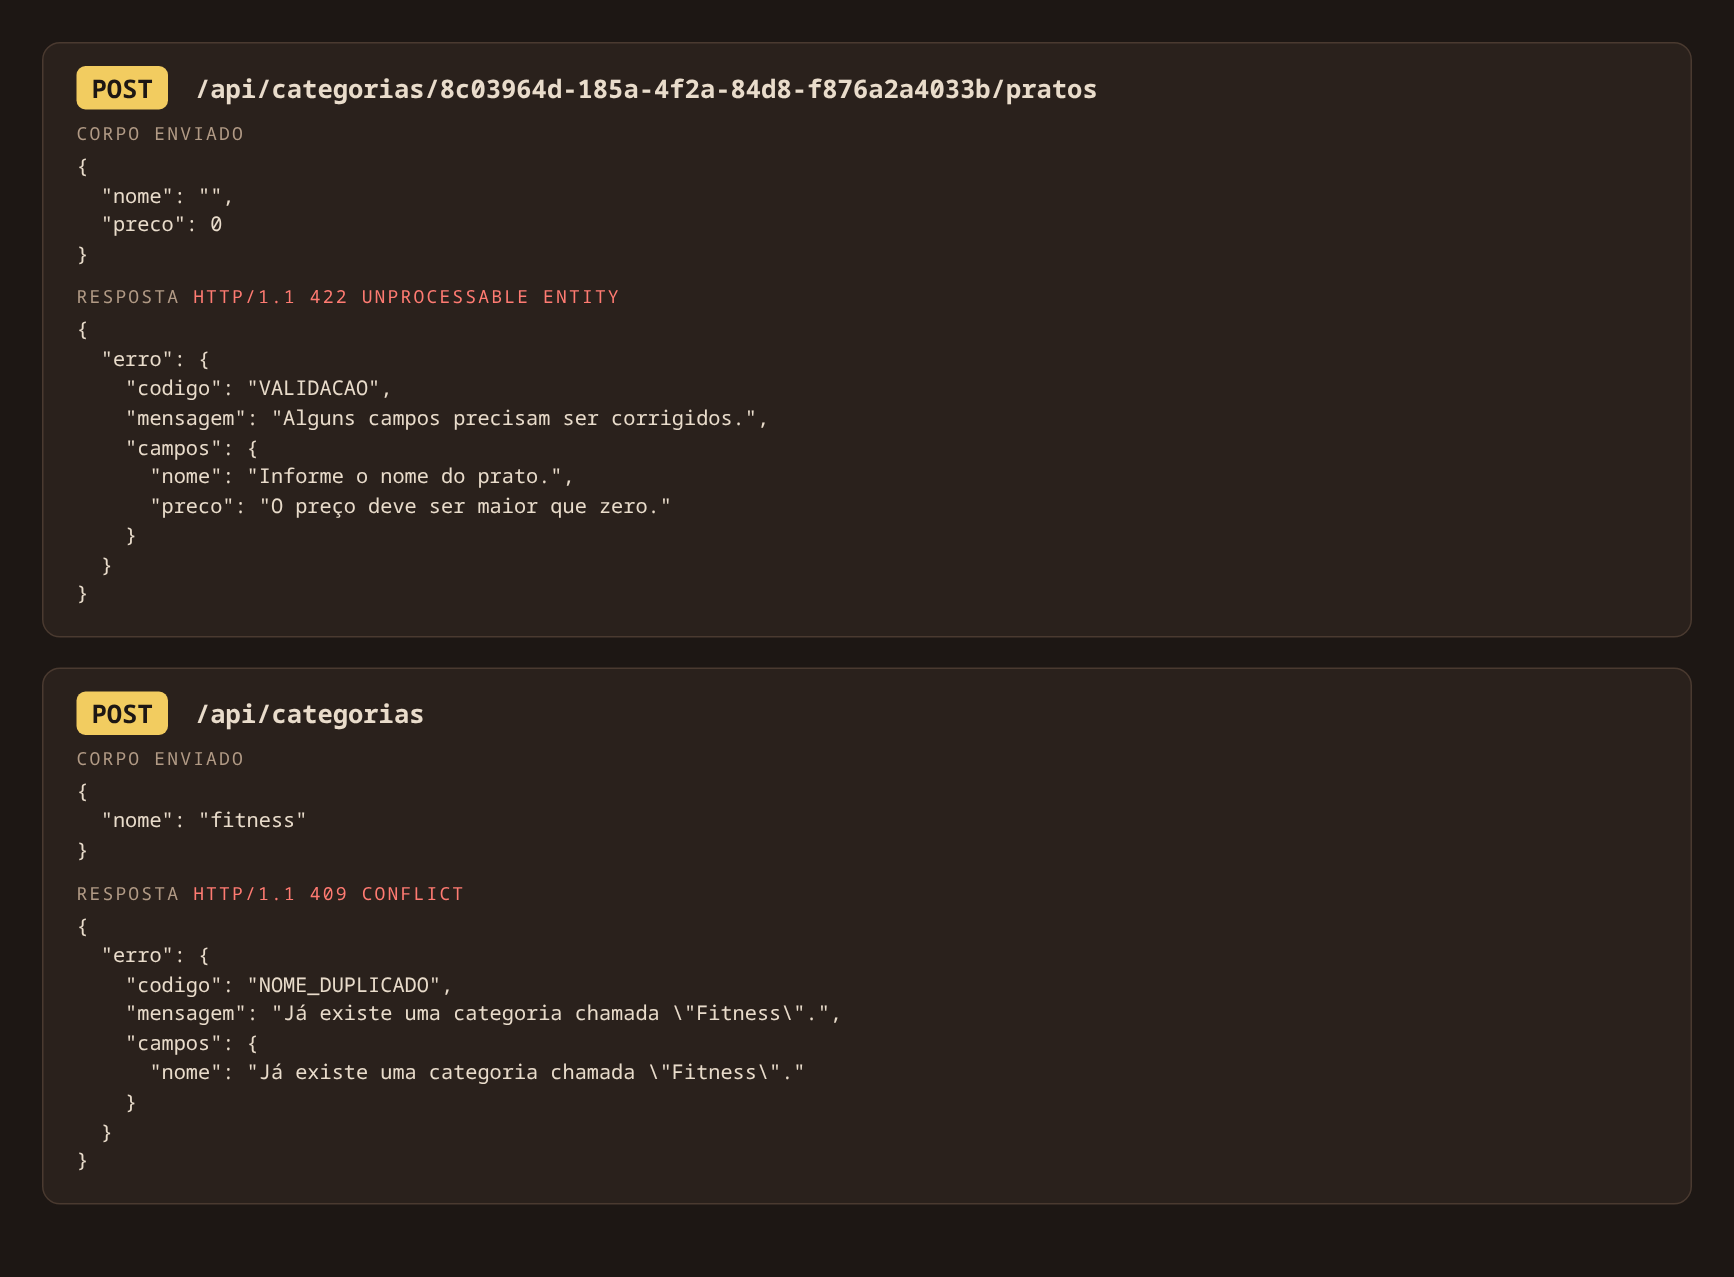 POST /api/categorias/8c03964d-185a-4f2a-84d8-f876a2a4033b/pratos
CORPO ENVIADO
{
  "nome": "",
  "preco": 0
}
RESPOSTA HTTP/1.1 422 UNPROCESSABLE ENTITY
{
  "erro": {
    "codigo": "VALIDACAO",
    "mensagem": "Alguns campos precisam ser corrigidos.",
    "campos": {
      "nome": "Informe o nome do prato.",
      "preco": "O preço deve ser maior que zero."
    }
  }
}
POST /api/categorias
CORPO ENVIADO
{
  "nome": "fitness"
}
RESPOSTA HTTP/1.1 409 CONFLICT
{
  "erro": {
    "codigo": "NOME_DUPLICADO",
    "mensagem": "Já existe uma categoria chamada \"Fitness\".",
    "campos": {
      "nome": "Já existe uma categoria chamada \"Fitness\"."
    }
  }
}